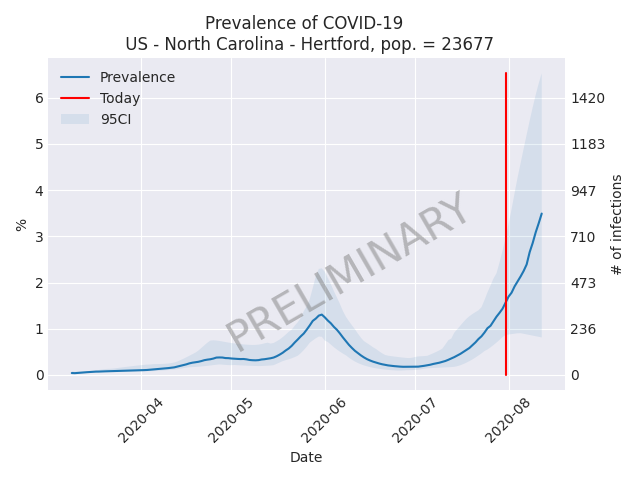 Prevalence of COVID-19
US - North Carolina - Hertford, pop. = 23677
Prevalence
Today
95CI
PRELIMINARY
6
5
4
3
2
1
0
%
1420
1183
947
710
473
236
0
# of infections
2020-04
2020-05
2020-06
2020-07
2020-08
Date